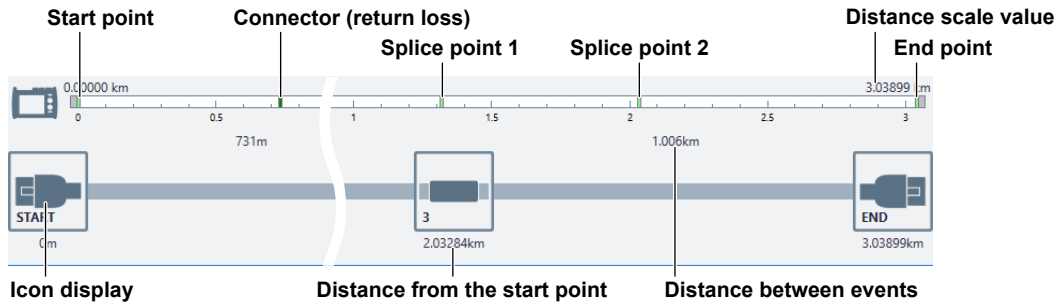 Start point Connector (return loss) Distance scale value
Splice point 1 Splice point 2 End point
0.00000 km 3.03899 km
0 0.5 1 1.5 2 2.5 3
731m 1.006km
START 3 END
0m 2.03284km 3.03899km
Icon display Distance from the start point Distance between events